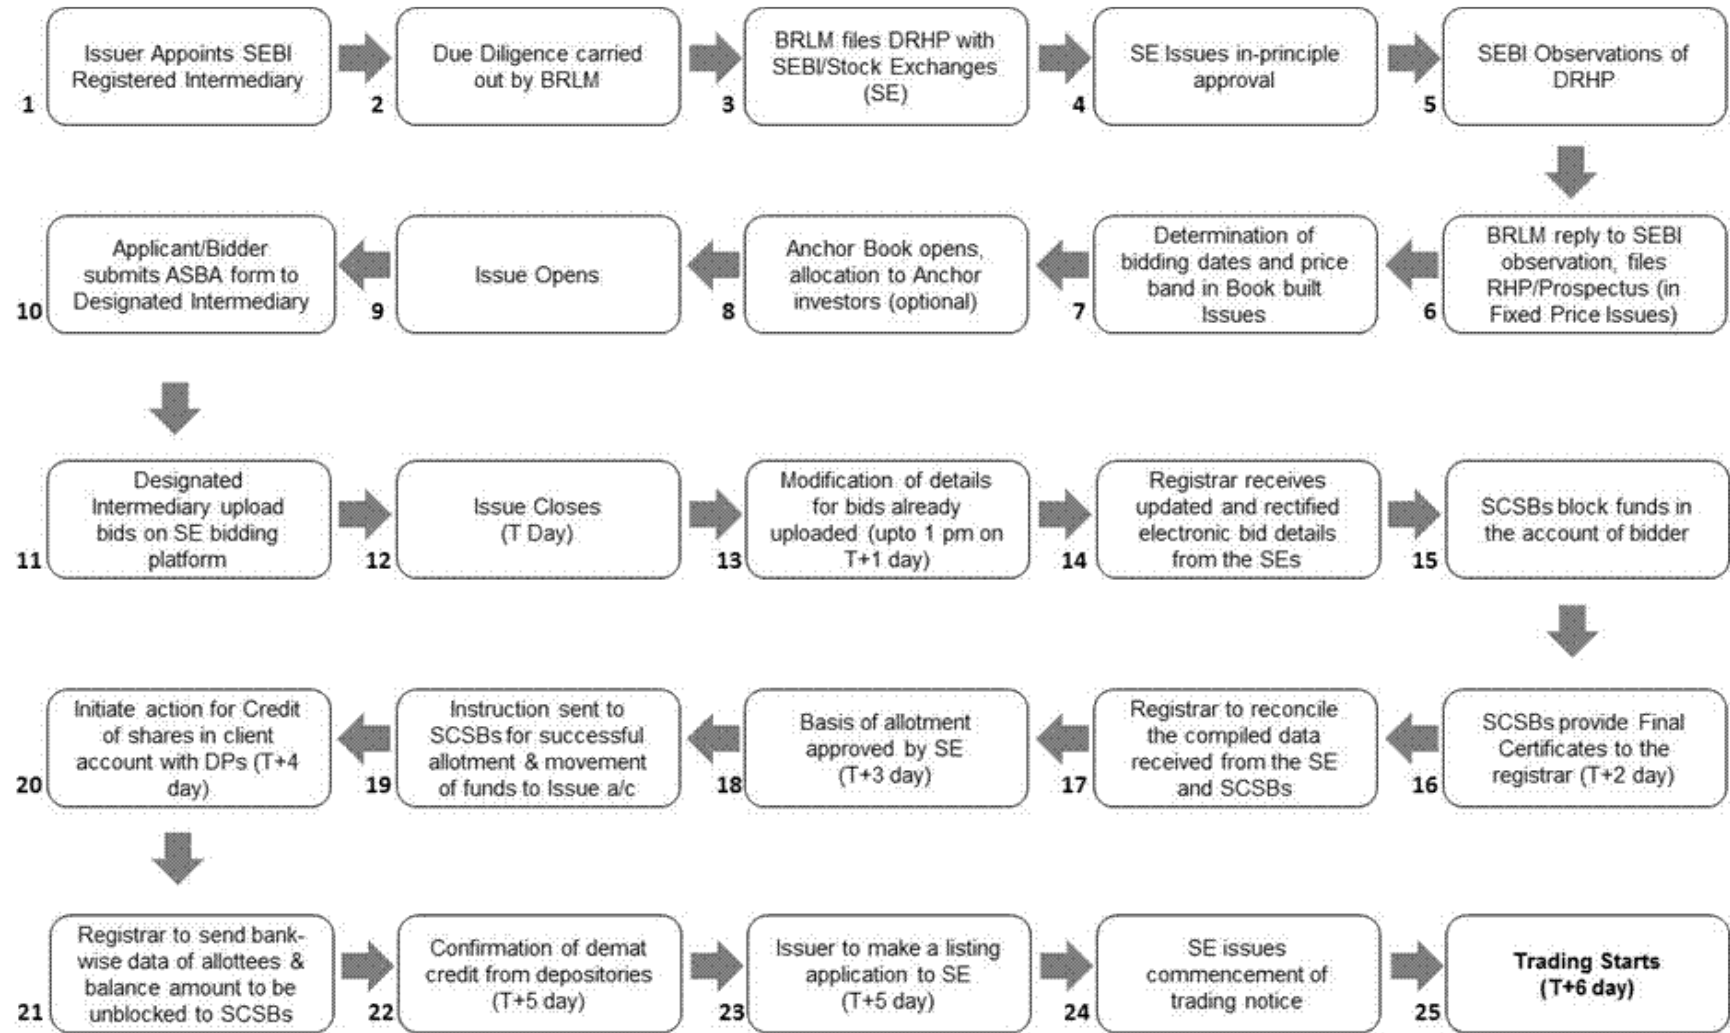 Issuer Appoints SEBI
Registered Intermediary
1
Due Diligence carried
out by BRLM
2
BRLM files DRHP with
SEBI/Stock Exchanges
(SE)
3
SE Issues in-principle
approval
4
SEBI Observations of
DRHP
5
BRLM reply to SEBI
observation, files
RHP/Prospectus (in
Fixed Price Issues)
6
Determination of
bidding dates and price
band in Book built
Issues
7
Anchor Book opens,
allocation to Anchor
investors (optional)
8
Issue Opens
9
Applicant/Bidder
submits ASBA form to
Designated Intermediary
10
Designated
Intermediary upload
bids on SE bidding
platform
11
Issue Closes
(T Day)
12
Modification of details
for bids already
uploaded (upto 1 pm on
T+1 day)
13
Registrar receives
updated and rectified
electronic bid details
from the SEs
14
SCSBs block funds in
the account of bidder
15
SCSBs provide Final
Certificates to the
registrar (T+2 day)
16
Registrar to reconcile
the compiled data
received from the SE
and SCSBs
17
Basis of allotment
approved by SE
(T+3 day)
18
Instruction sent to
SCSBs for successful
allotment & movement
of funds to Issue a/c
19
Initiate action for Credit
of shares in client
account with DPs (T+4
day)
20
Registrar to send bank-
wise data of allottees &
balance amount to be
unblocked to SCSBs
21
Confirmation of demat
credit from depositories
(T+5 day)
22
Issuer to make a listing
application to SE
(T+5 day)
23
SE issues
commencement of
trading notice
24
Trading Starts
(T+6 day)
25